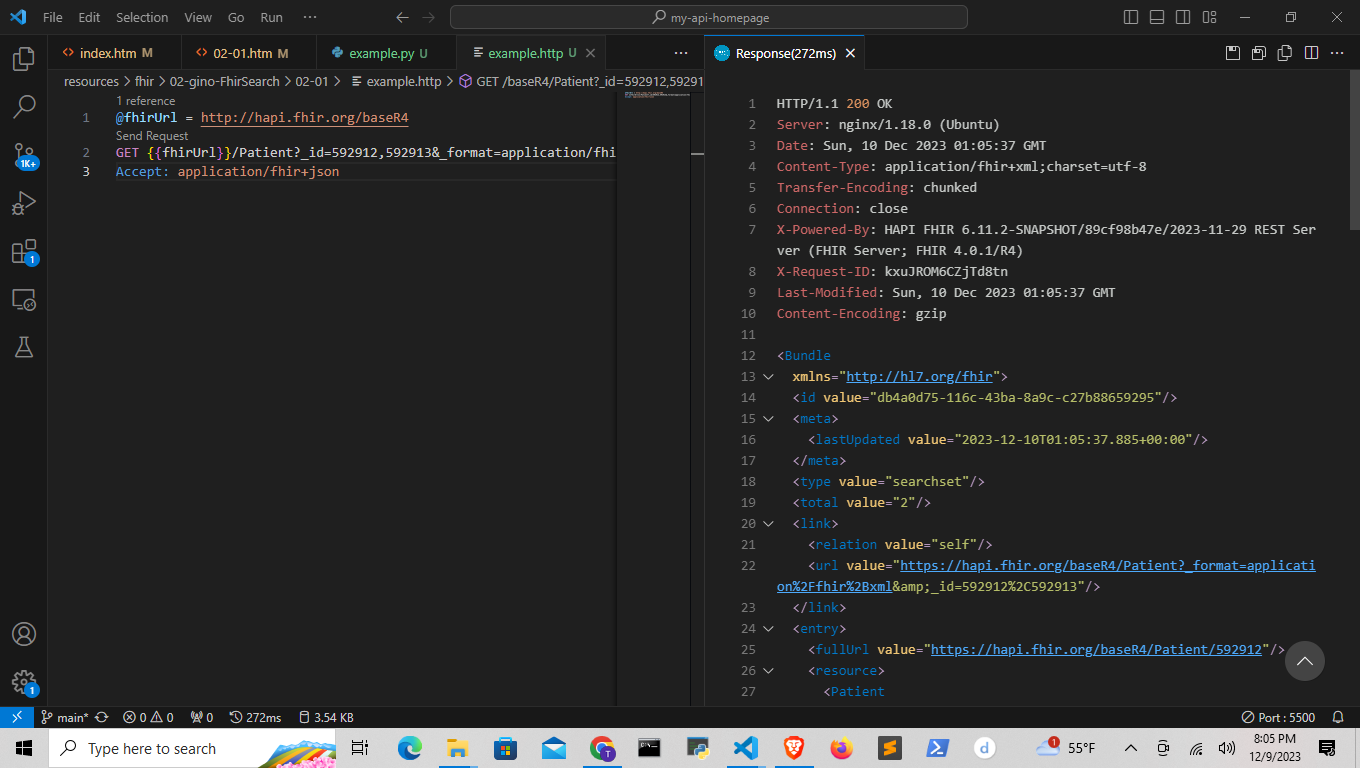 File Edit Selection View Go Run ··· my-api-homepage
index.htm M 02-01.htm M example.py U example.http U
Response(272ms)
resources > fhir > 02-gino-FhirSearch > 02-01 > example.http > GET /baseR4/Patient?_id=592912,59291
1 reference
1 @fhirUrl = http://hapi.fhir.org/baseR4
Send Request
2 GET {{fhirUrl}}/Patient?_id=592912,592913&_format=application/fhi
3 Accept: application/fhir+json
1 HTTP/1.1 200 OK
2 Server: nginx/1.18.0 (Ubuntu)
3 Date: Sun, 10 Dec 2023 01:05:37 GMT
4 Content-Type: application/fhir+xml;charset=utf-8
5 Transfer-Encoding: chunked
6 Connection: close
7 X-Powered-By: HAPI FHIR 6.11.2-SNAPSHOT/89cf98b47e/2023-11-29 REST Ser
ver (FHIR Server; FHIR 4.0.1/R4)
8 X-Request-ID: kxuJROM6CZjTd8tn
9 Last-Modified: Sun, 10 Dec 2023 01:05:37 GMT
10 Content-Encoding: gzip
11
12 <Bundle
13 xmlns="http://hl7.org/fhir">
14 <id value="db4a0d75-116c-43ba-8a9c-c27b88659295"/>
15 <meta>
16 <lastUpdated value="2023-12-10T01:05:37.885+00:00"/>
17 </meta>
18 <type value="searchset"/>
19 <total value="2"/>
20 <link>
21 <relation value="self"/>
22 <url value="https://hapi.fhir.org/baseR4/Patient?_format=applicati
on%2Ffhir%2Bxml&amp;_id=592912%2C592913"/>
23 </link>
24 <entry>
25 <fullUrl value="https://hapi.fhir.org/baseR4/Patient/592912"/>
26 <resource>
27 <Patient
1K+
1
1
main* 0 0 0 272ms 3.54 KB Port : 5500
Type here to search
T
d
1
55°F
8:05 PM
12/9/2023